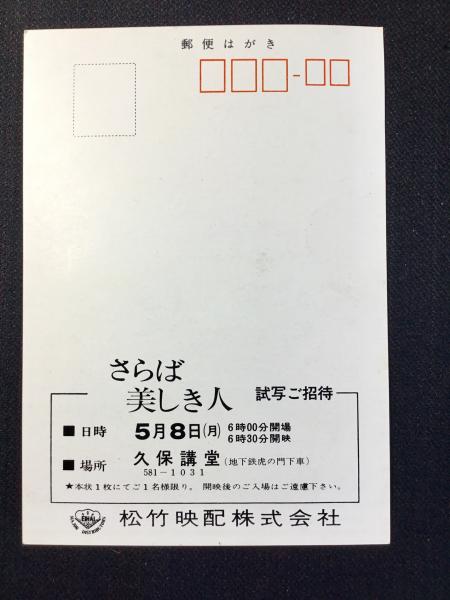 郵便はがき
さらば
美しき人
試写ご招待
■ 日時 5月8日(月) 6時00分開場
6時30分開映
■ 場所 久保講堂(地下鉄虎の門下車)
581-1031
★本状1枚にてご1名様限り。開映後のご入場はご遠慮下さい。
EIHAI
松竹映配株式会社